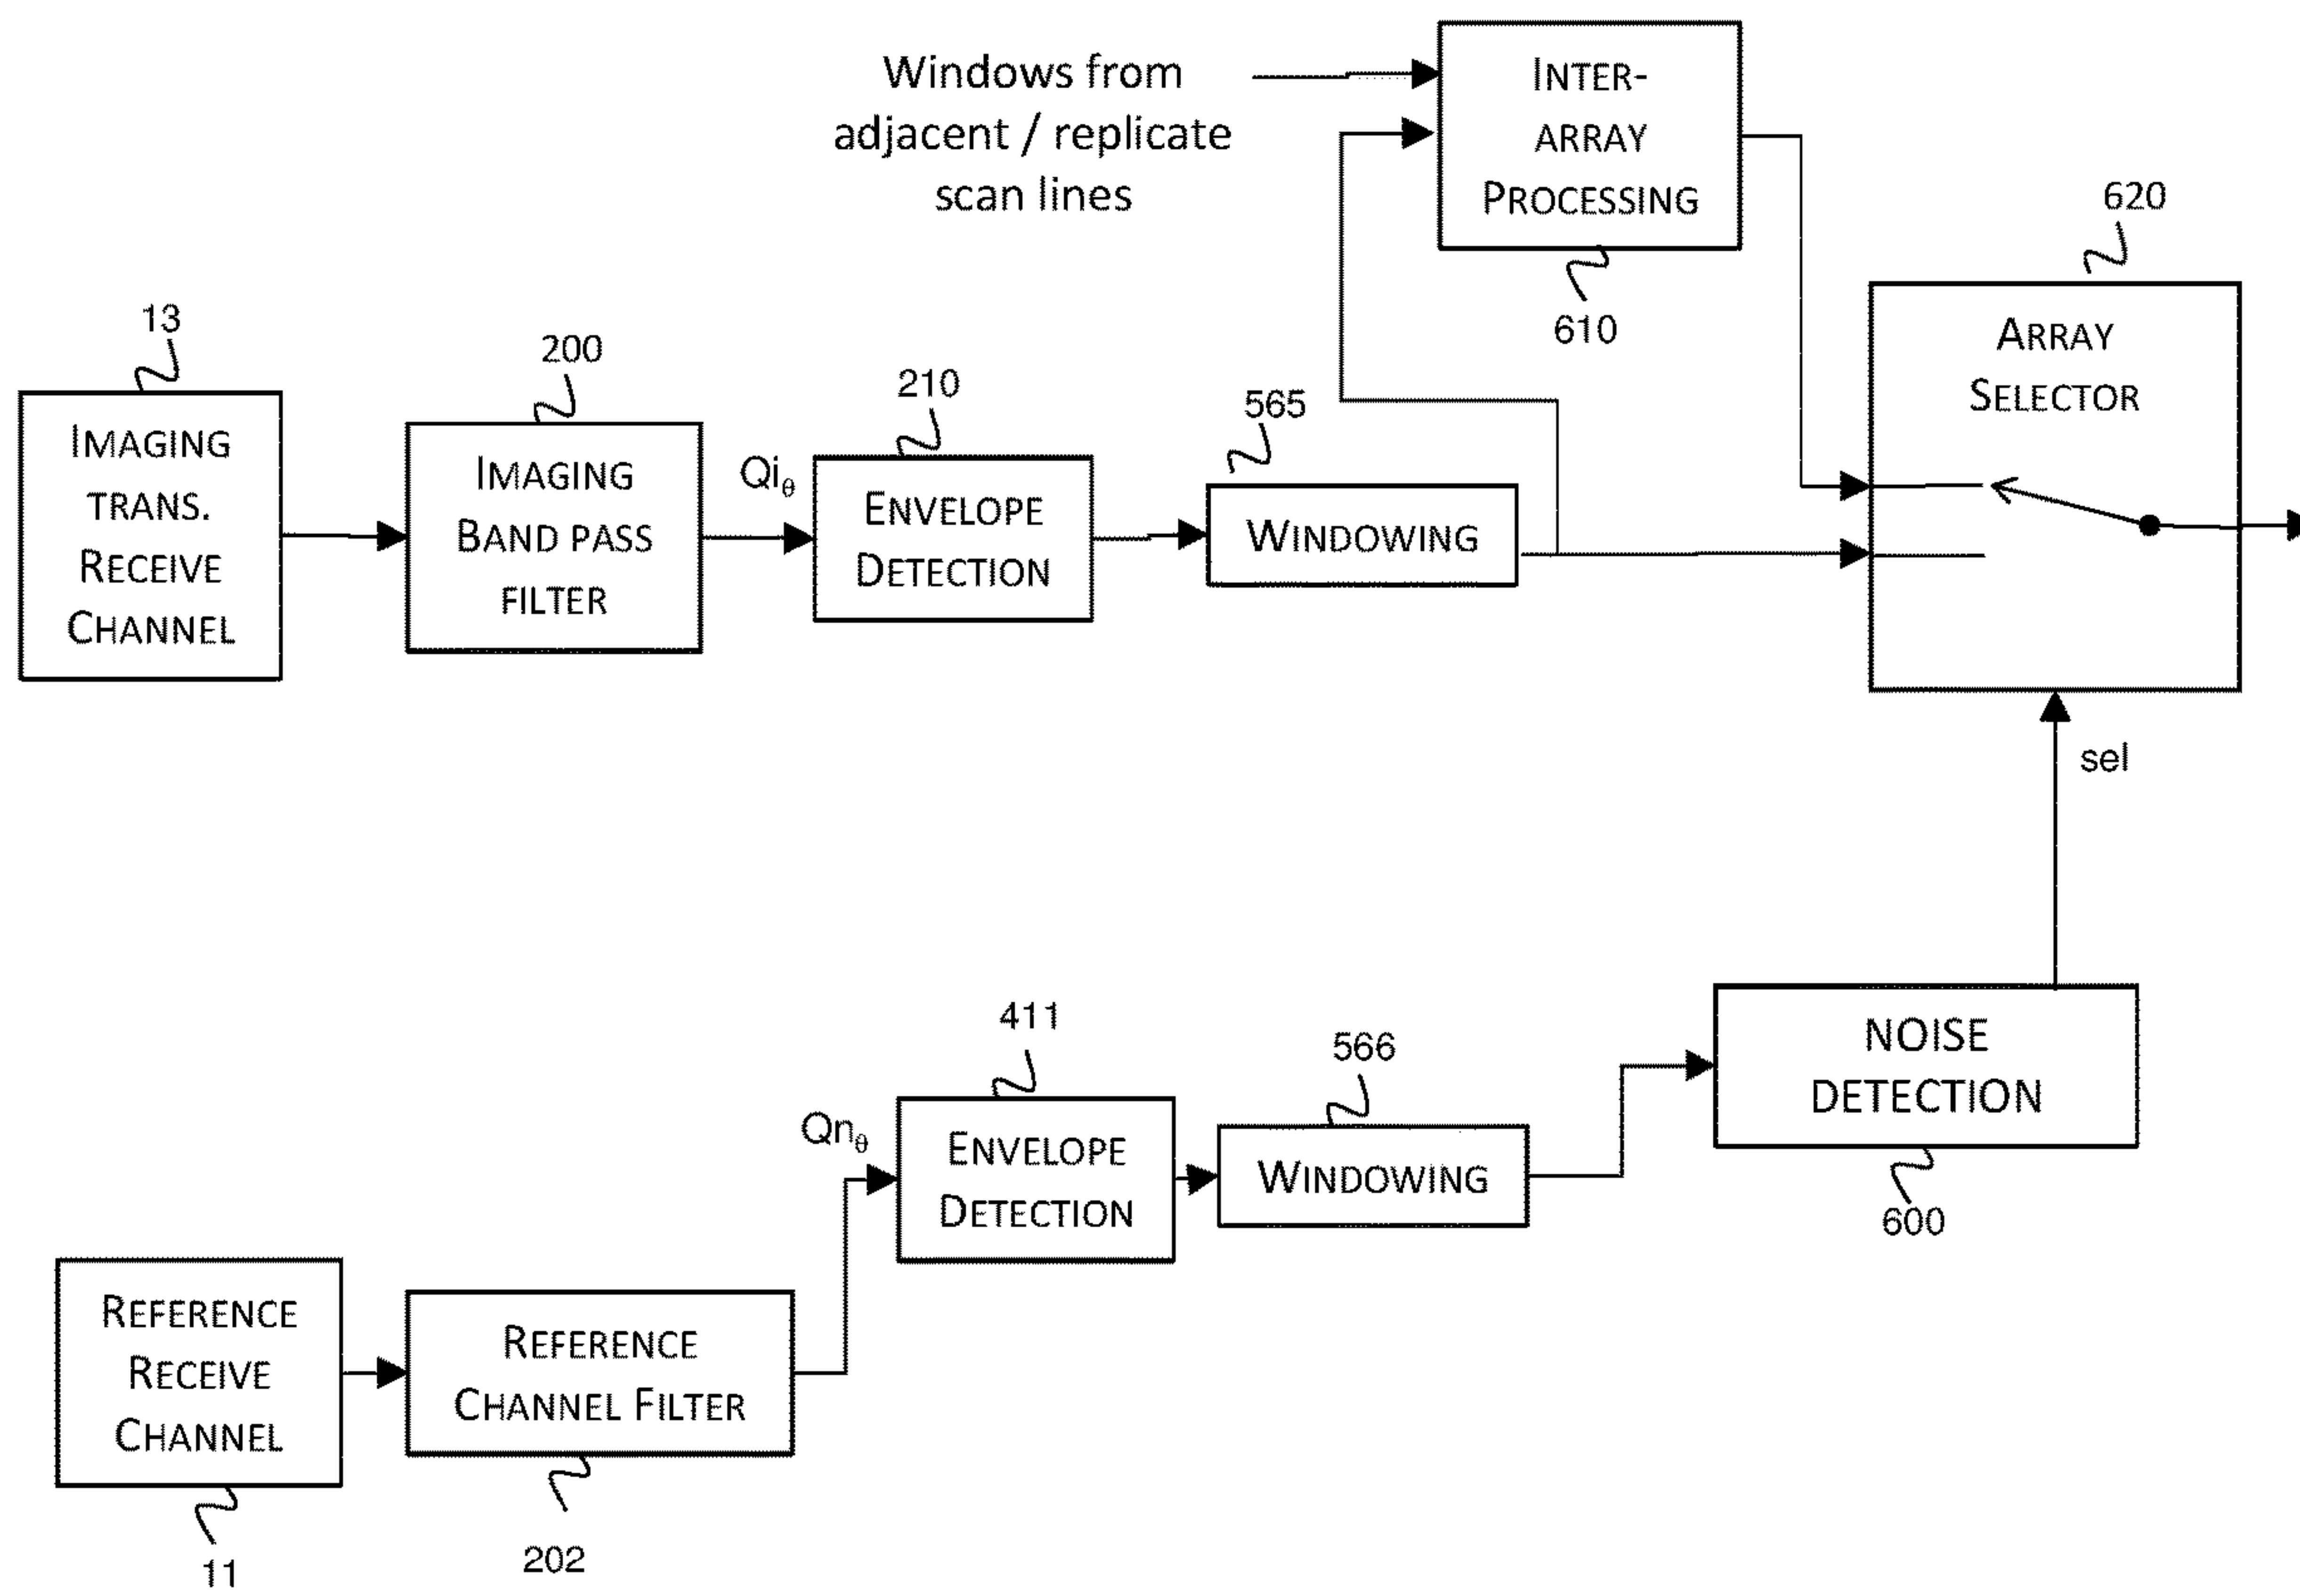 Windows from
adjacent / replicate
scan lines
INTER-
ARRAY
PROCESSING
610
620
ARRAY
SELECTOR
13
IMAGING
TRANS.
RECEIVE
CHANNEL
200
IMAGING
BAND PASS
FILTER
Qiθ
210
ENVELOPE
DETECTION
565
WINDOWING
sel
NOISE
DETECTION
600
411
ENVELOPE
DETECTION
566
WINDOWING
Qnθ
REFERENCE
RECEIVE
CHANNEL
11
REFERENCE
CHANNEL FILTER
202